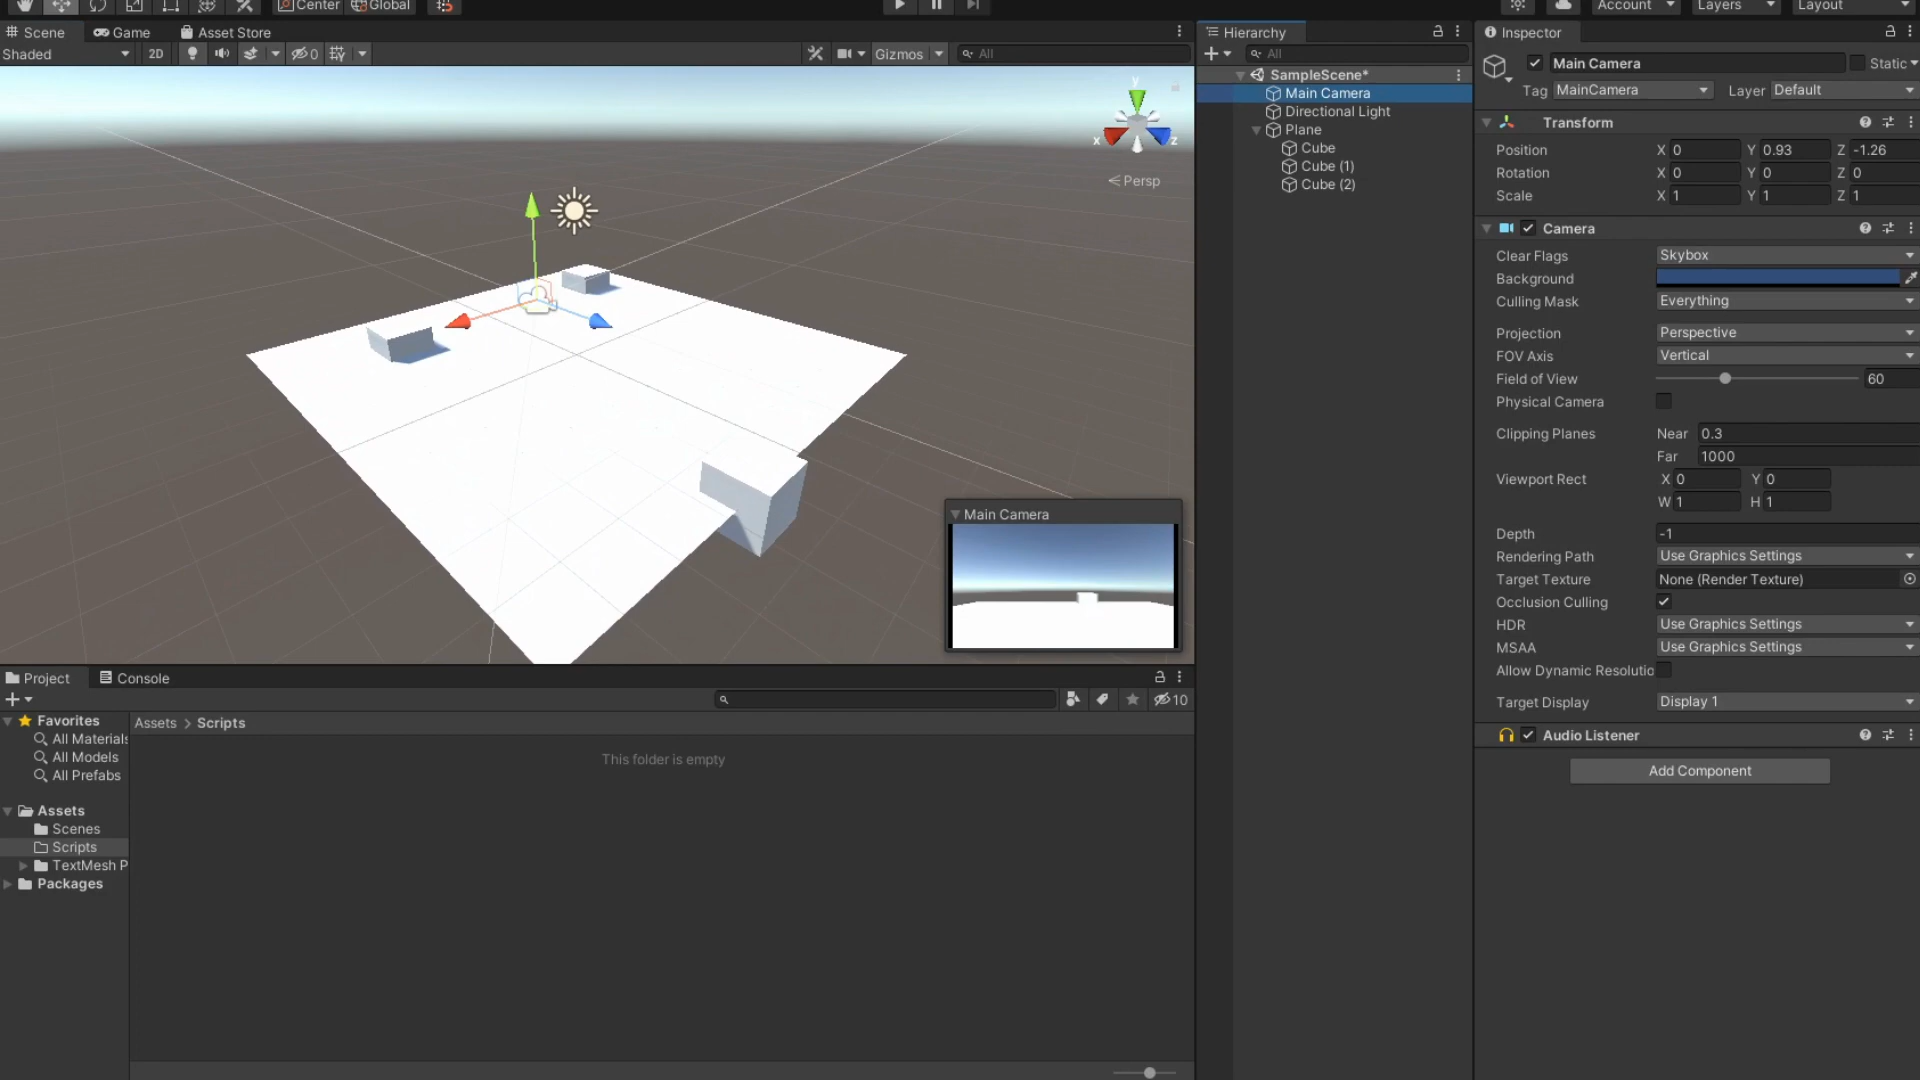 Center
Global
Account
Layers
Layout
Scene
Game
Asset Store
Shaded
2D
0
Gizmos
All
y
x
z
Persp
Main Camera
Hierarchy
All
SampleScene*
Main Camera
Directional Light
Plane
Cube
Cube (1)
Cube (2)
Inspector
Main Camera
Static
Tag MainCamera Layer Default
Transform
Position X 0 Y 0.93 Z -1.26
Rotation X 0 Y 0 Z 0
Scale X 1 Y 1 Z 1
Camera
Clear Flags Skybox
Background
Culling Mask Everything
Projection Perspective
FOV Axis Vertical
Field of View 60
Physical Camera
Clipping Planes Near 0.3
Far 1000
Viewport Rect X 0 Y 0
W 1 H 1
Depth -1
Rendering Path Use Graphics Settings
Target Texture None (Render Texture)
Occlusion Culling
HDR Use Graphics Settings
MSAA Use Graphics Settings
Allow Dynamic Resolutio
Target Display Display 1
Audio Listener
Add Component
Project
Console
10
Favorites
All Materials
All Models
All Prefabs
Assets
Scenes
Scripts
TextMesh P
Packages
Assets > Scripts
This folder is empty